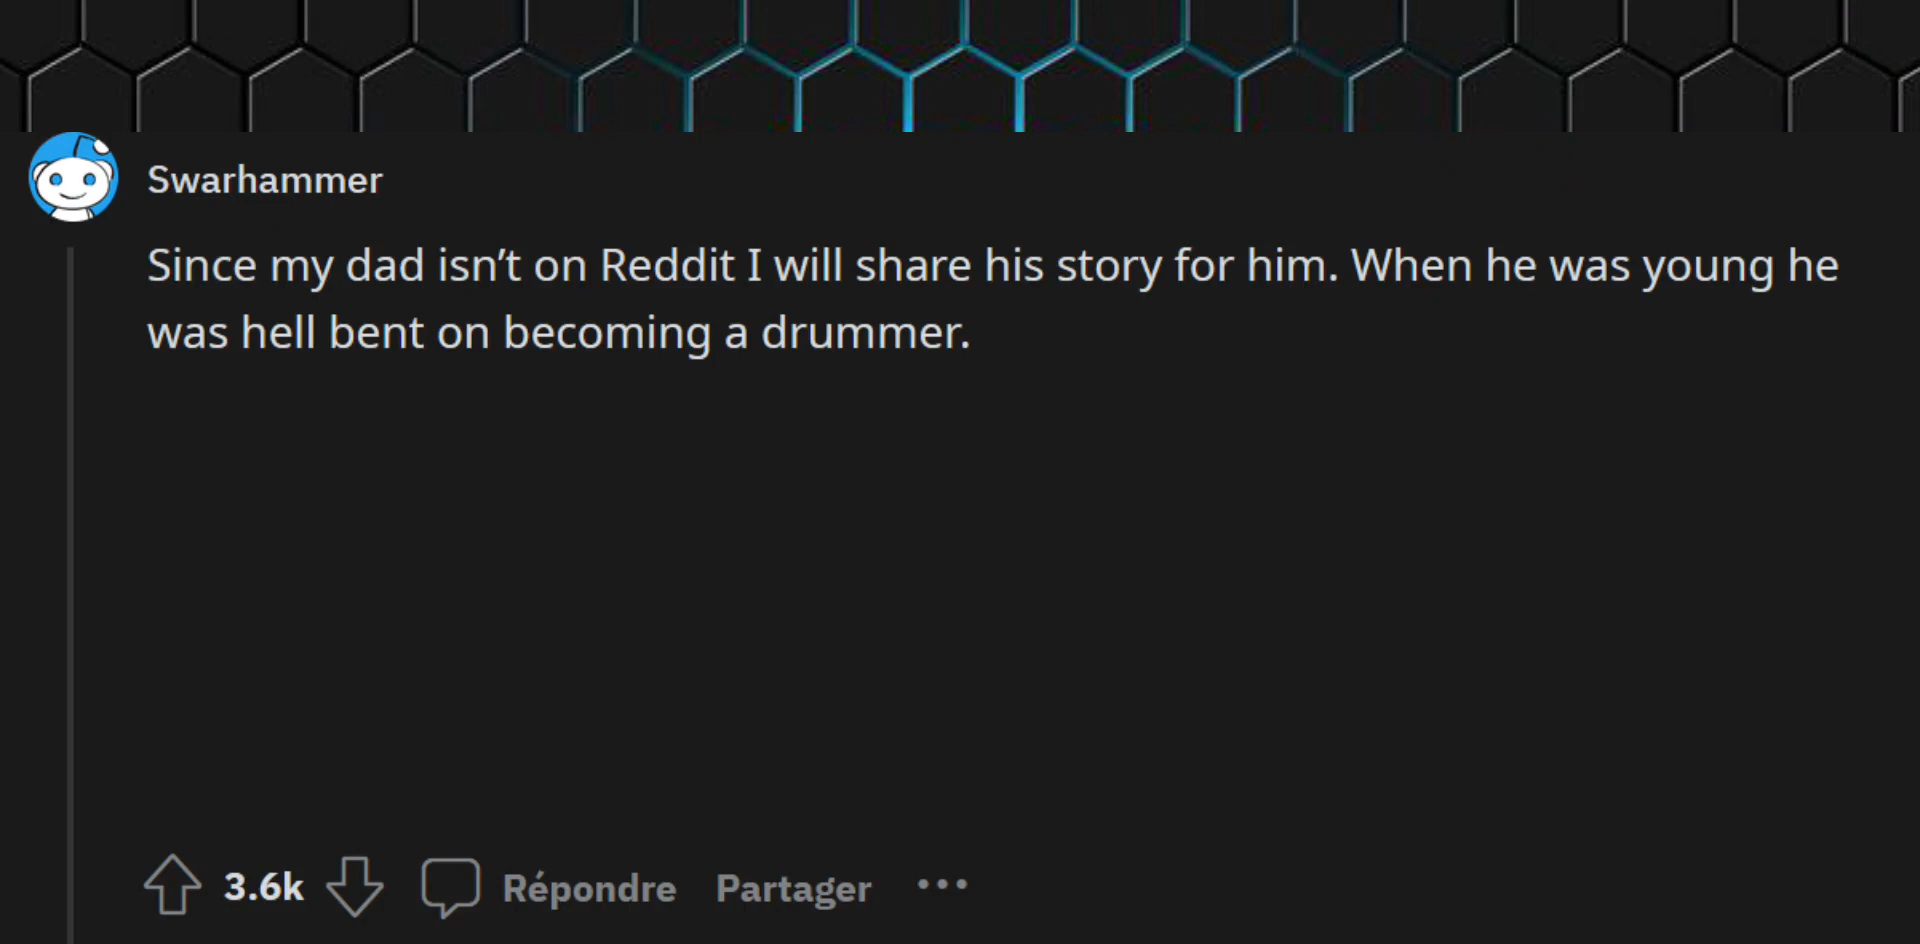 Swarhammer
Since my dad isn’t on Reddit I will share his story for him. When he was young he
was hell bent on becoming a drummer.
3.6k Répondre Partager ···